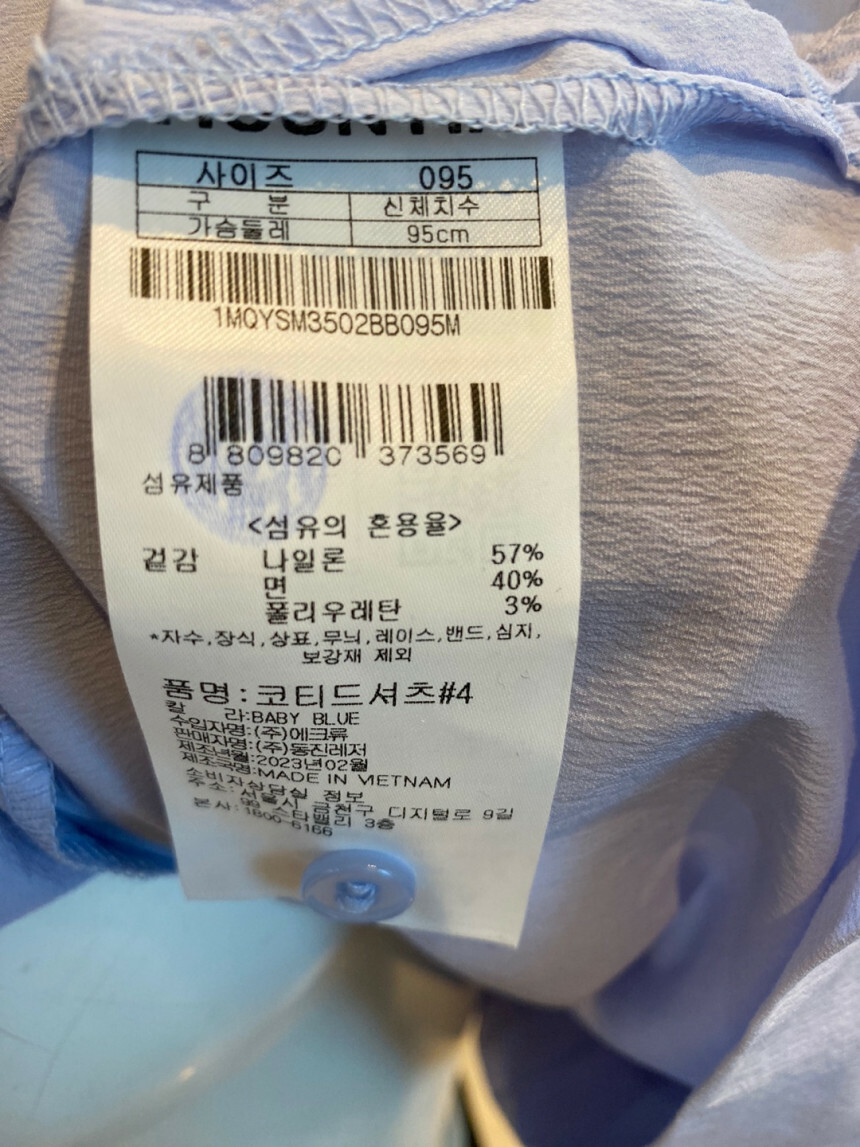 사이즈 095
구 분 신체치수
가슴둘레 95cm
1MQYSM3502BB095M
8 809820 373569
섬유제품
<섬유의 혼용율>
겉감 나일론 57%
면 40%
폴리우레탄 3%
*자수,장식,상표,무늬,레이스,밴드,심지,
보강재 제외
품명:코티드셔츠#4
칼 라:BABY BLUE
수입자명:(주)에크류
판매자명:(주)동진레저
제조년월:2023년02월
제조국명:MADE IN VIETNAM
소비자상담실 정보
주소: 서울시 금천구 디지털로 9길
99 스타밸리 3층
본사:1600-6166